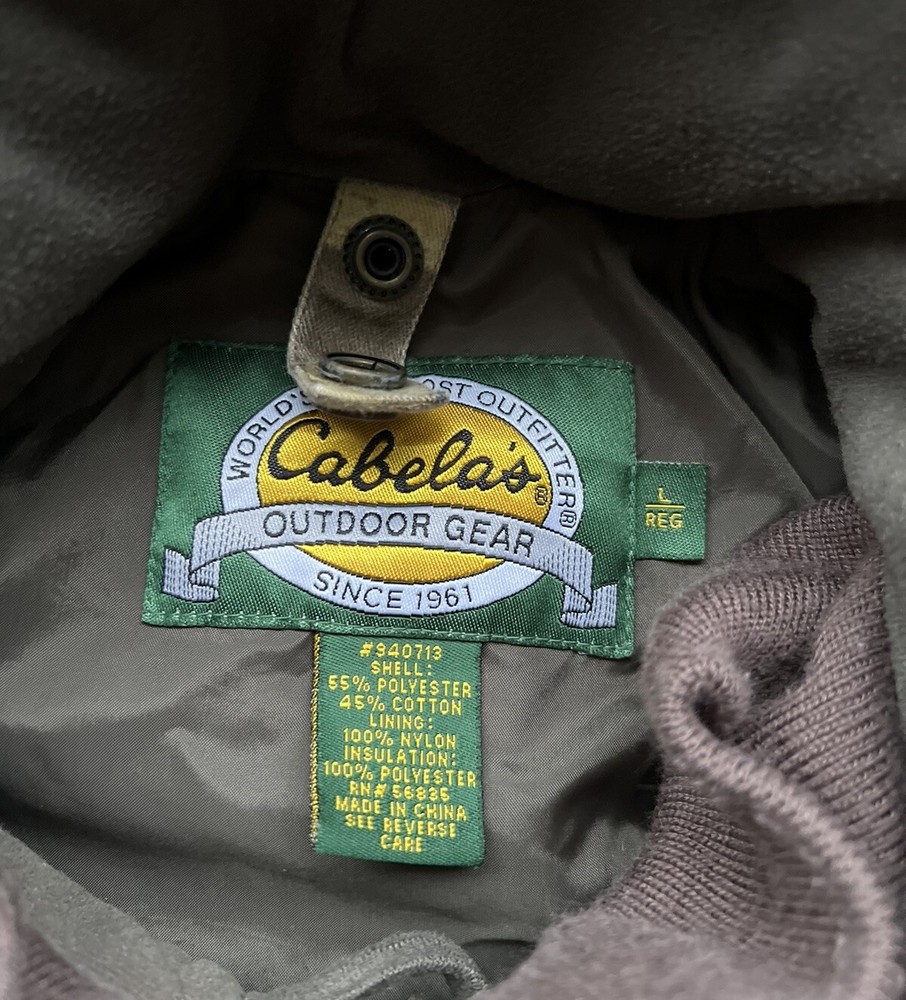 WORLD'S OST OUTFITTER®
Cabela's®
OUTDOOR GEAR
SINCE 1961
L
REG
#940713
SHELL:
55% POLYESTER
45% COTTON
LINING:
100% NYLON
INSULATION:
100% POLYESTER
RN# 56835
MADE IN CHINA
SEE REVERSE
CARE